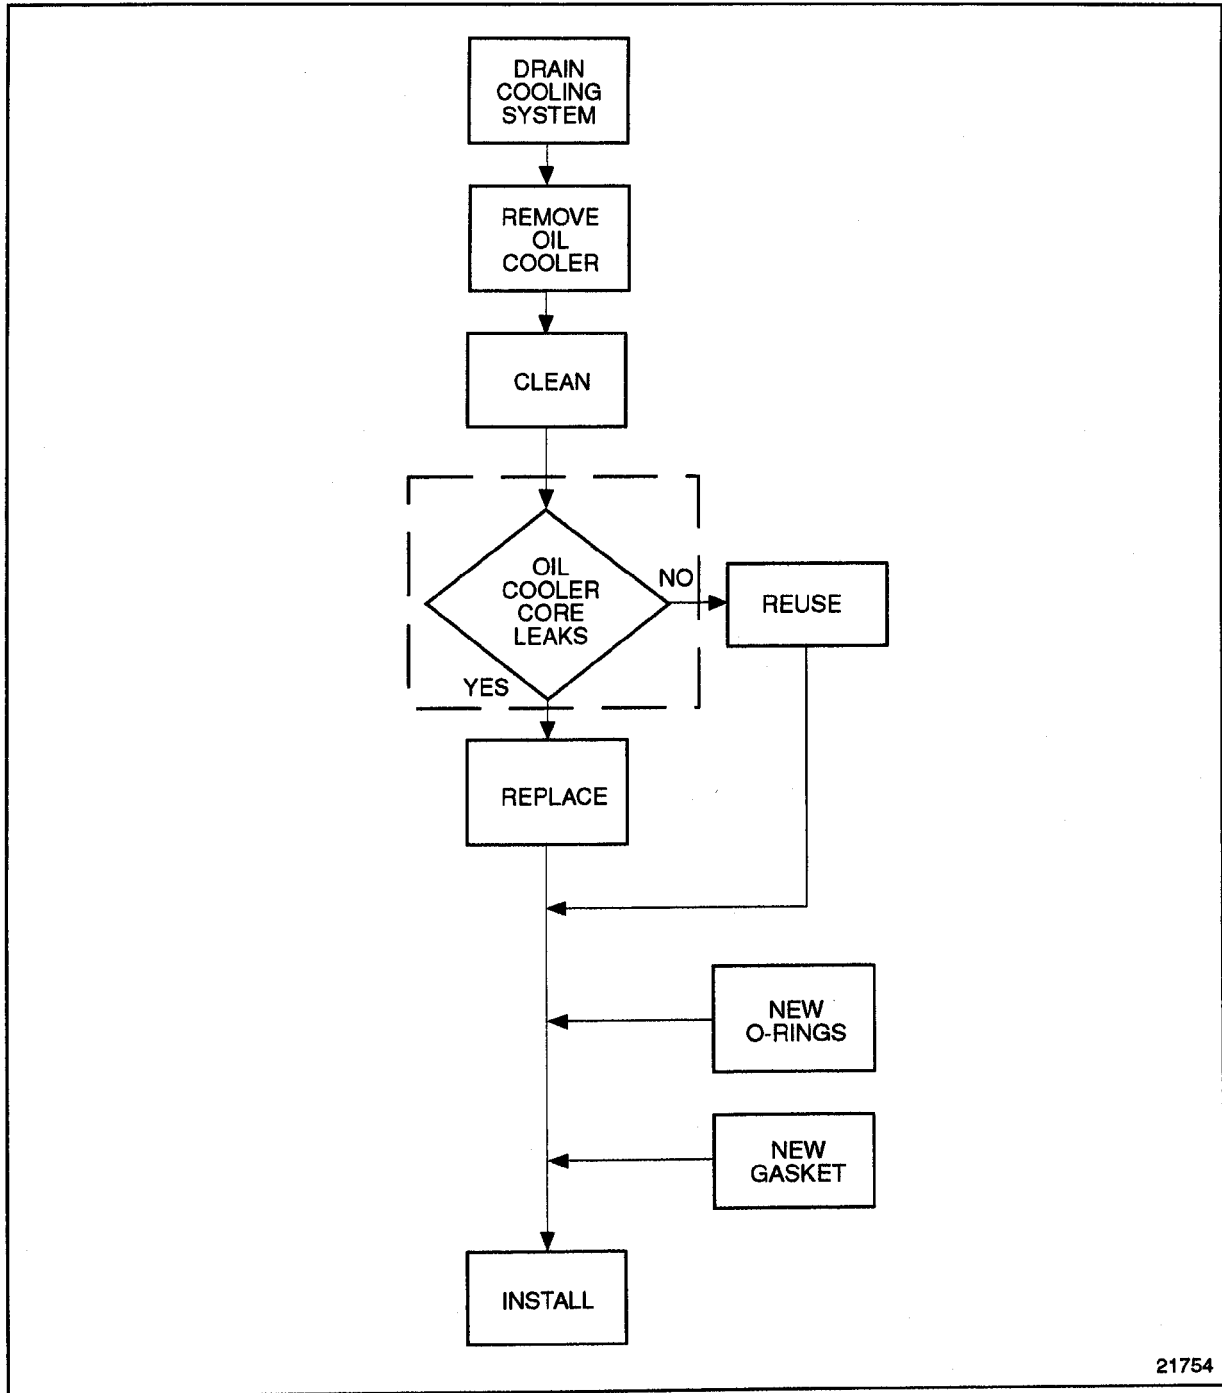 DRAIN
COOLING
SYSTEM
REMOVE
OIL
COOLER
CLEAN
OIL
COOLER
CORE
LEAKS
NO
REUSE
YES
REPLACE
NEW
O-RINGS
NEW
GASKET
INSTALL
21754